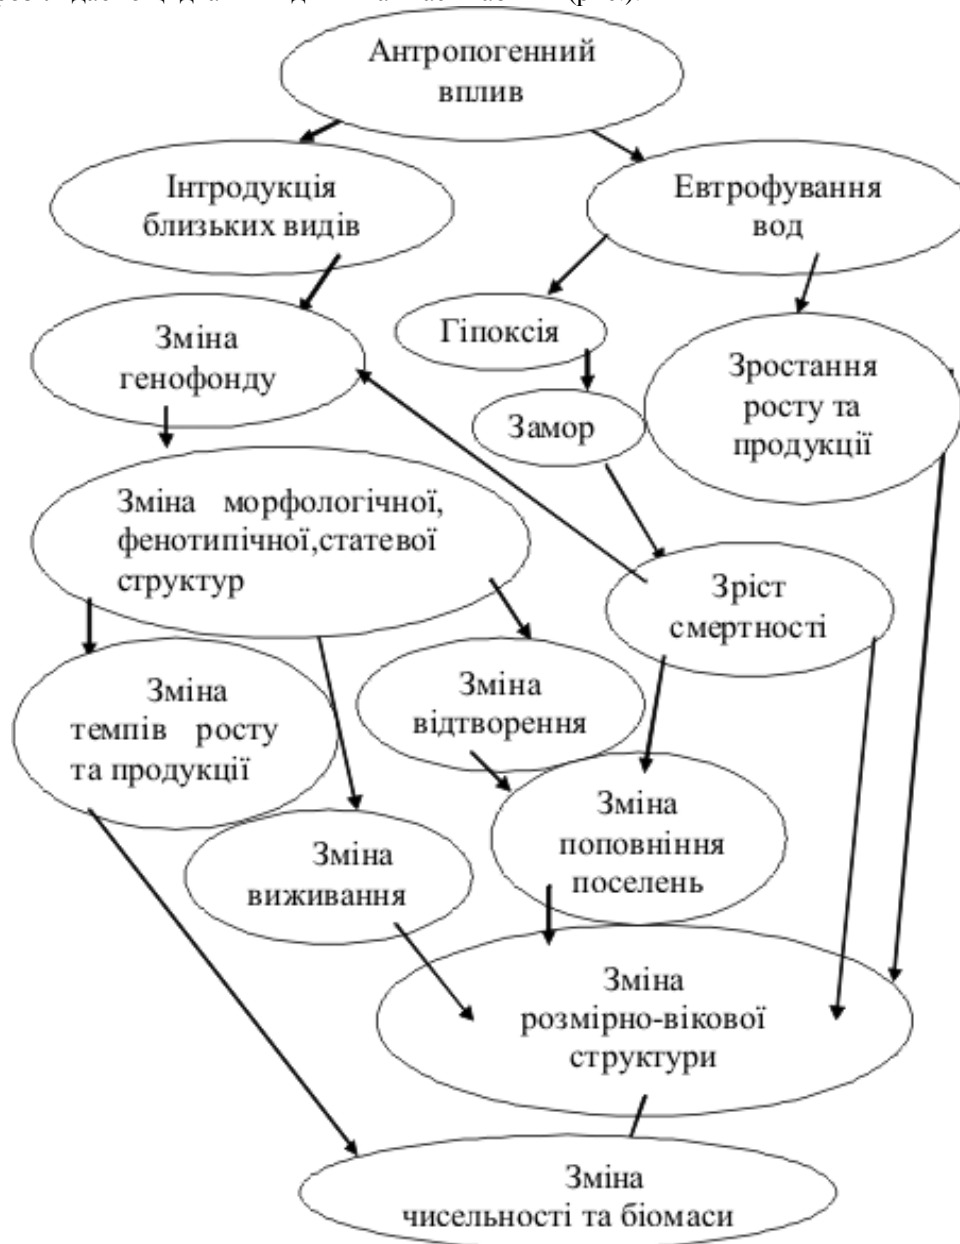 Антропогенний
вплив
Інтродукція
близьких видів
Евтрофування
вод
Гіпоксія
Зміна
генофонду
Зростання
росту та
продукції
Замор
Зміна морфологічної,
фенотипічної,статевої
структур
Зріст
смертності
Зміна
темпів росту
та продукції
Зміна
відтворення
Зміна
поповніння
поселень
Зміна
виживання
Зміна
розмірно-вікової
структури
Зміна
чисельності та біомаси